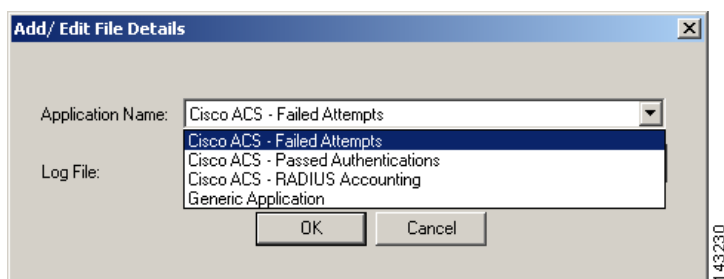 Add/ Edit File Details
Application Name: Cisco ACS - Failed Attempts
Cisco ACS - Failed Attempts
Cisco ACS - Passed Authentications
Log File:
Cisco ACS - RADIUS Accounting
Generic Application
OK Cancel
143230